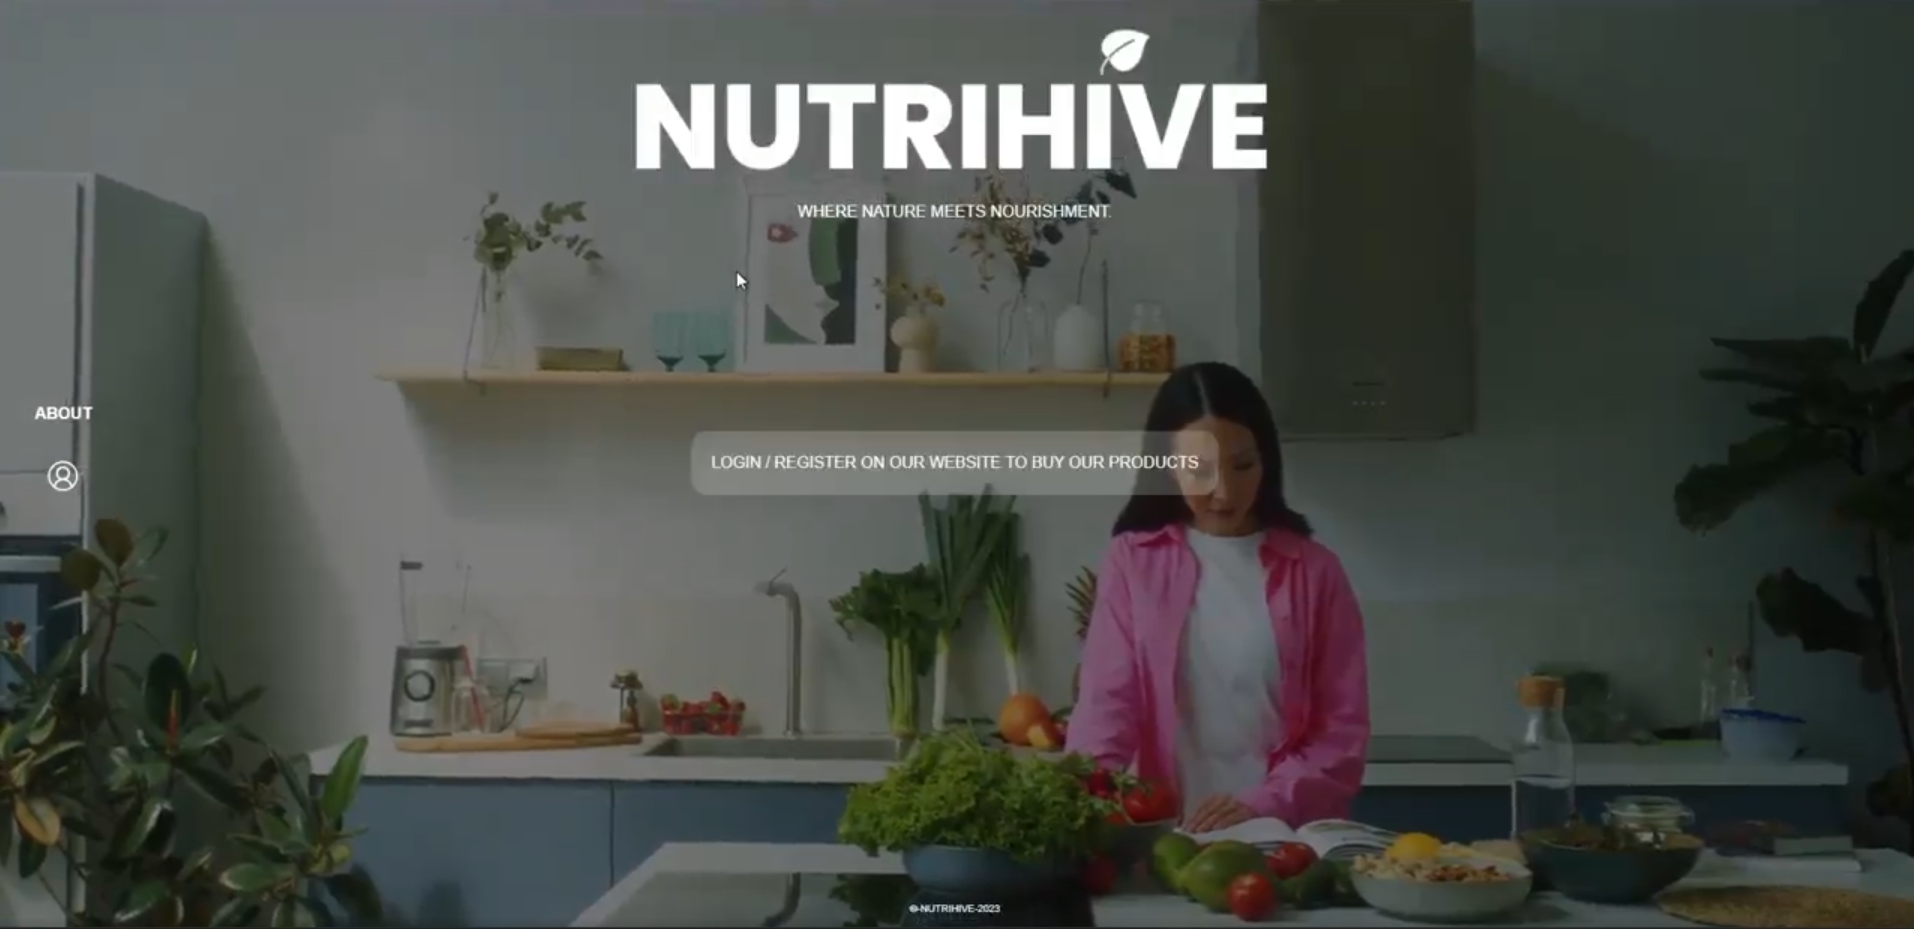 NUTRIHIVE
WHERE NATURE MEETS NOURISHMENT.
ABOUT
LOGIN / REGISTER ON OUR WEBSITE TO BUY OUR PRODUCTS
©-NUTRIHIVE-2023